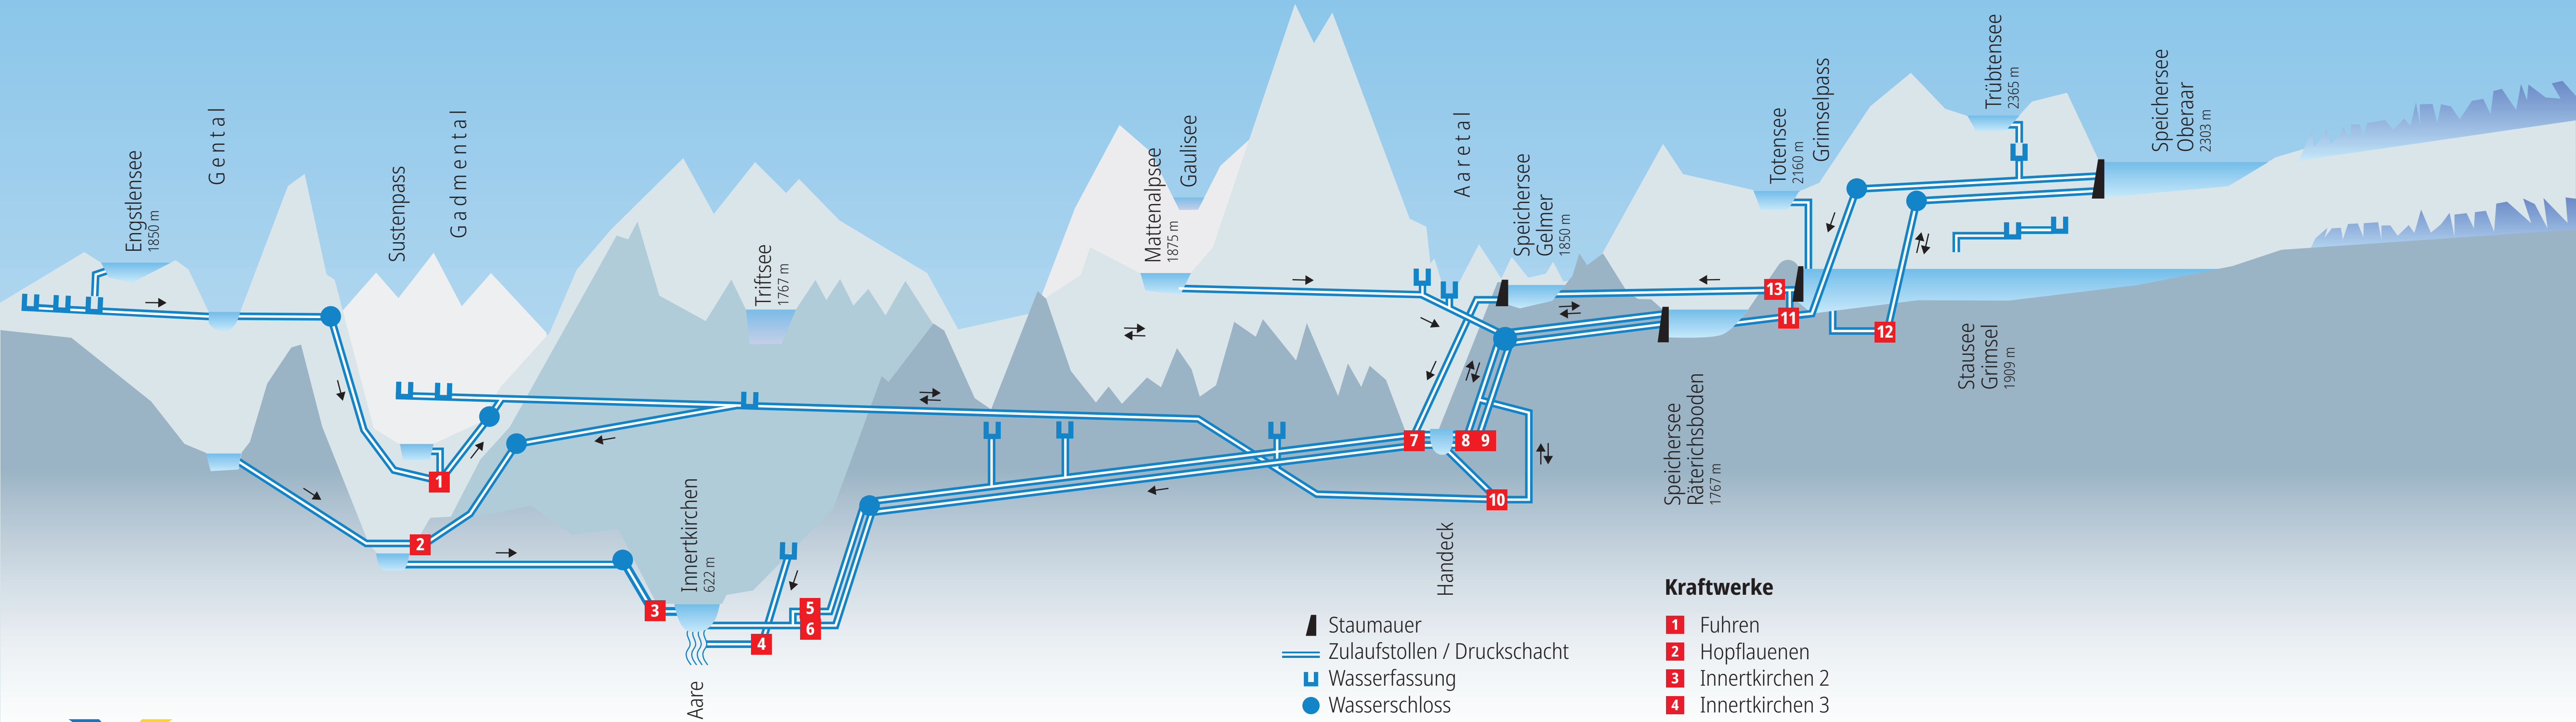 Engstlensee
1850 m
Gental
Sustenpass
Gadmental
Triftsee
1767 m
Mattenalpsee
1875 m
Gaulisee
Aaretal
Speichersee
Gelmer
1850 m
Totensee
2160 m
Grimselpass
Trübtensee
2365 m
Speichersee
Oberaar
2303 m
Stausee
Grimsel
1909 m
Speichersee
Räterichsboden
1767 m
Handeck
Innertkirchen
622 m
Aare
1
2
3
4
5
6
7
8
9
10
11
12
13
Staumauer
Zulaufstollen / Druckschacht
Wasserfassung
Wasserschloss
Kraftwerke
1 Fuhren
2 Hopflauenen
3 Innertkirchen 2
4 Innertkirchen 3